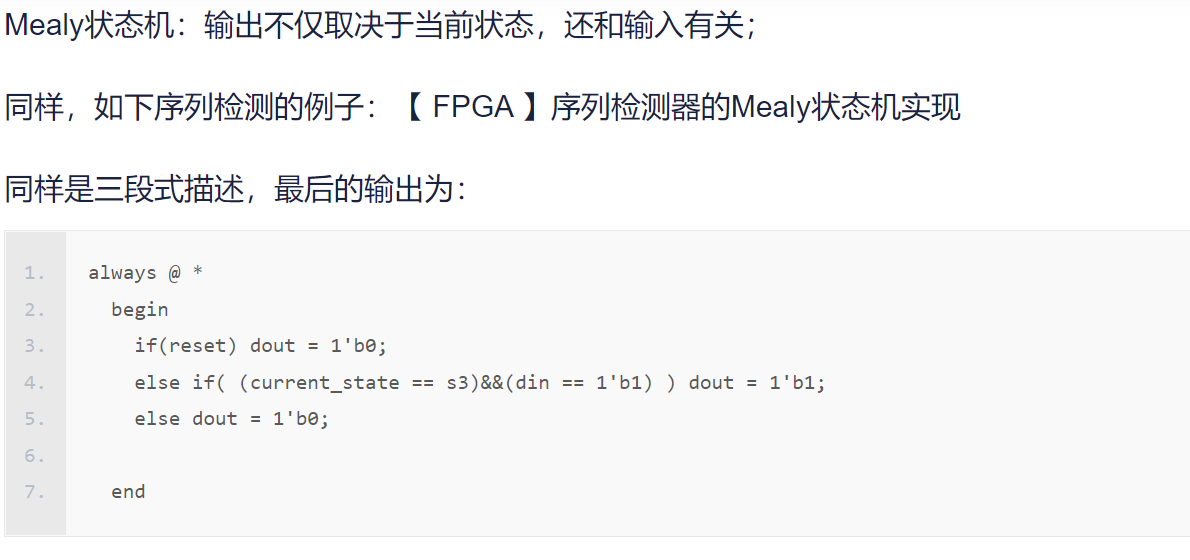 Mealy状态机：输出不仅取决于当前状态，还和输入有关；
同样，如下序列检测的例子：【 FPGA 】序列检测器的Mealy状态机实现
同样是三段式描述，最后的输出为：
1. always @ *
2. begin
3. if(reset) dout = 1'b0;
4. else if( (current_state == s3)&&(din == 1'b1) ) dout = 1'b1;
5. else dout = 1'b0;
6.
7. end